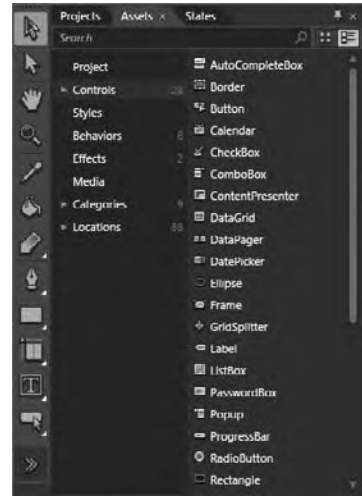 Projects Assets × States
Search
Project
Controls
Styles
Behaviors 8
Effects 2
Media
Categories 9
Locations
AutoCompleteBox
Border
Button
Calendar
CheckBox
ComboBox
ContentPresenter
DataGrid
DataPager
DatePicker
Ellipse
Frame
GridSplitter
Label
ListBox
PasswordBox
Popup
ProgressBar
RadioButton
Rectangle